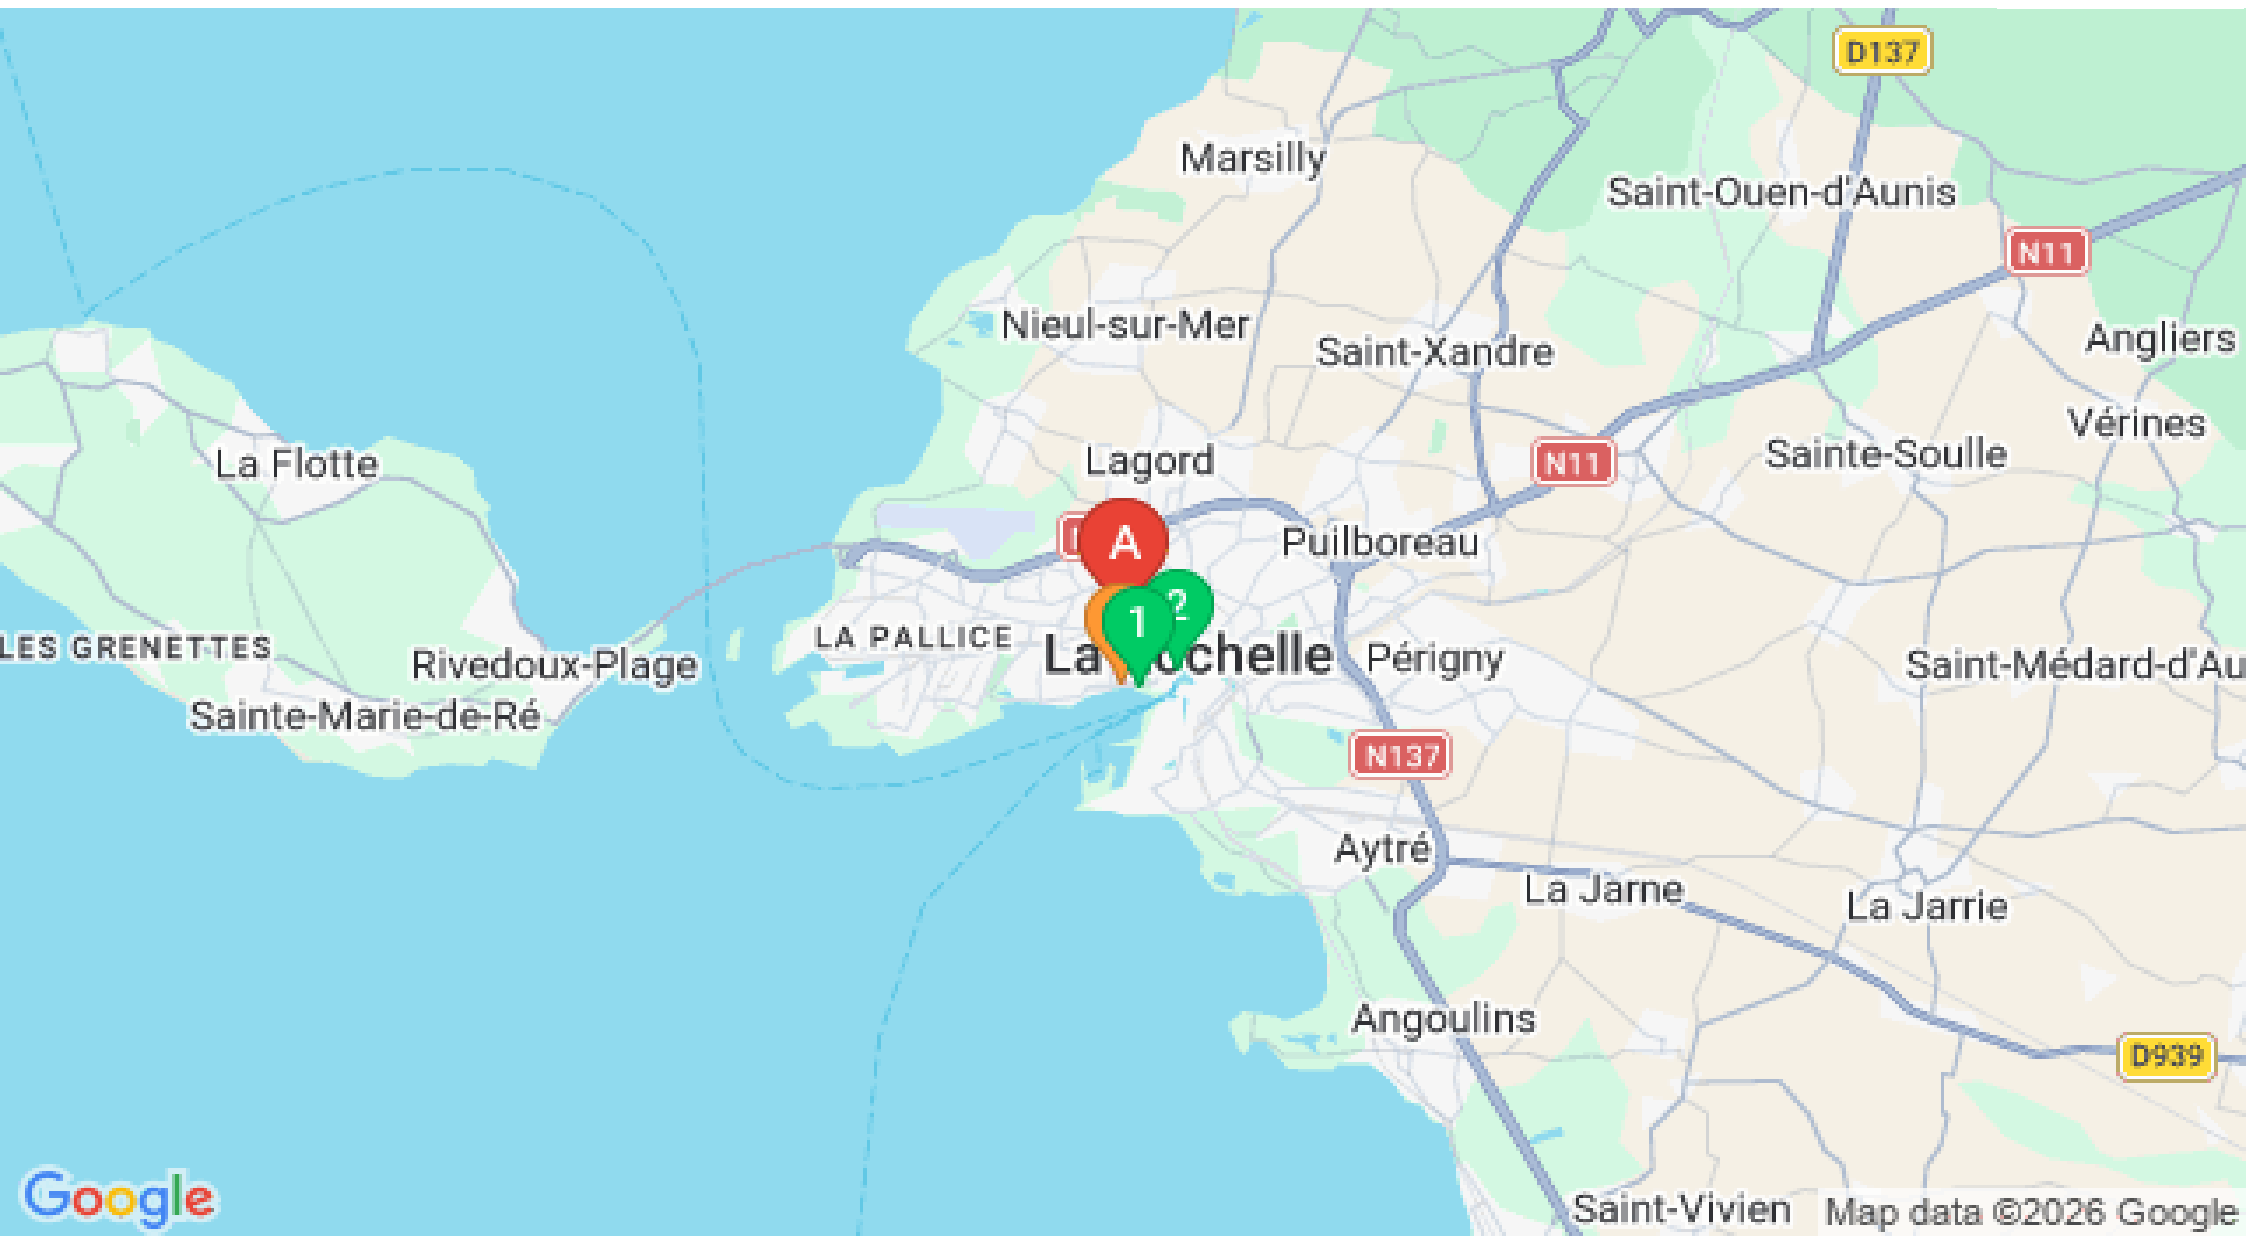 D137
Marsilly
Saint-Ouen-d'Aunis
N11
Nieul-sur-Mer
Saint-Xandre
Angliers
Vérines
La Flotte
Lagord
N11
Sainte-Soulle
A
Puilboreau
2
1
LES GRENETTES
LA PALLICE
Rivedoux-Plage
Périgny
Saint-Médard-d'Au
Sainte-Marie-de-Ré
N137
Aytré
La Jarne
La Jarrie
Angoulins
D939
Google
Saint-Vivien
Map data ©2026 Google